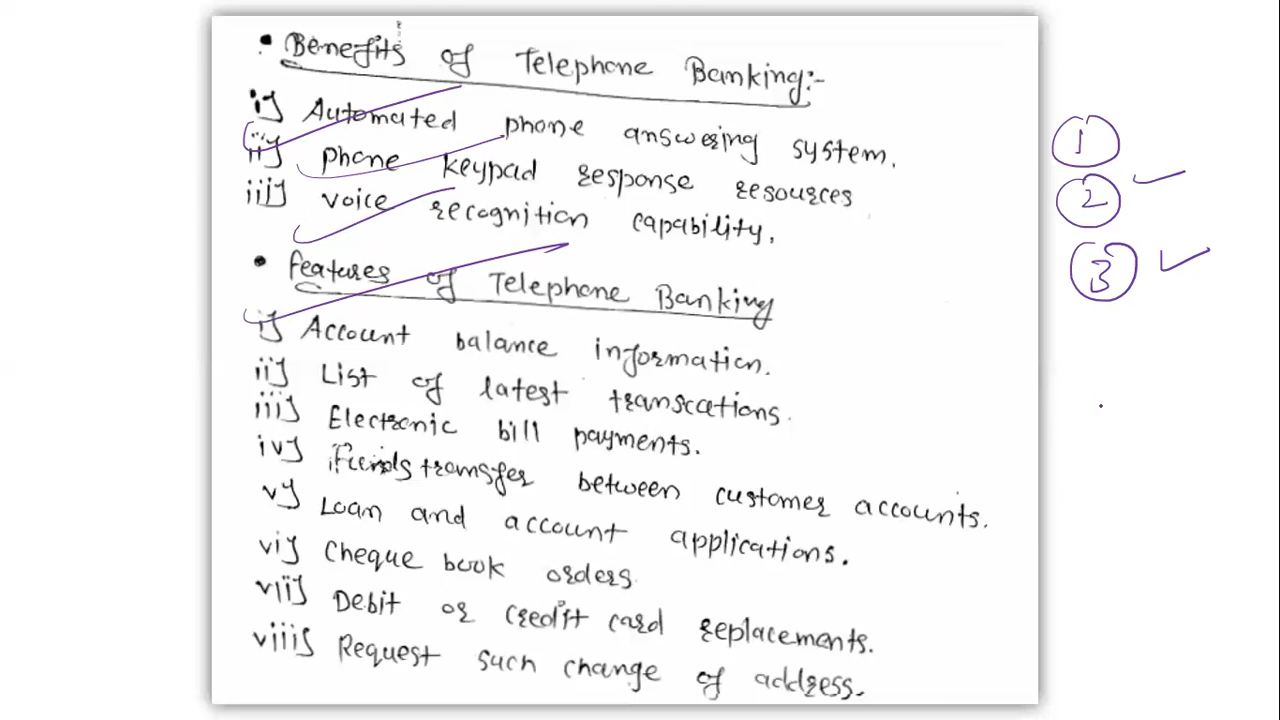 • Benefits of Telephone Banking:-
i) Automated phone answering system.
ii) phone keypad response resources
iii) voice recognition capability.
• features of Telephone Banking
i) Account balance information.
ii) List of latest transcations.
iii) Electronic bill payments.
iv) Funds transfer between customer accounts.
v) Loan and account applications.
vi) Cheque book orders
vii) Debit or credit card replacements.
viii) Request such change of address.
1
2
3